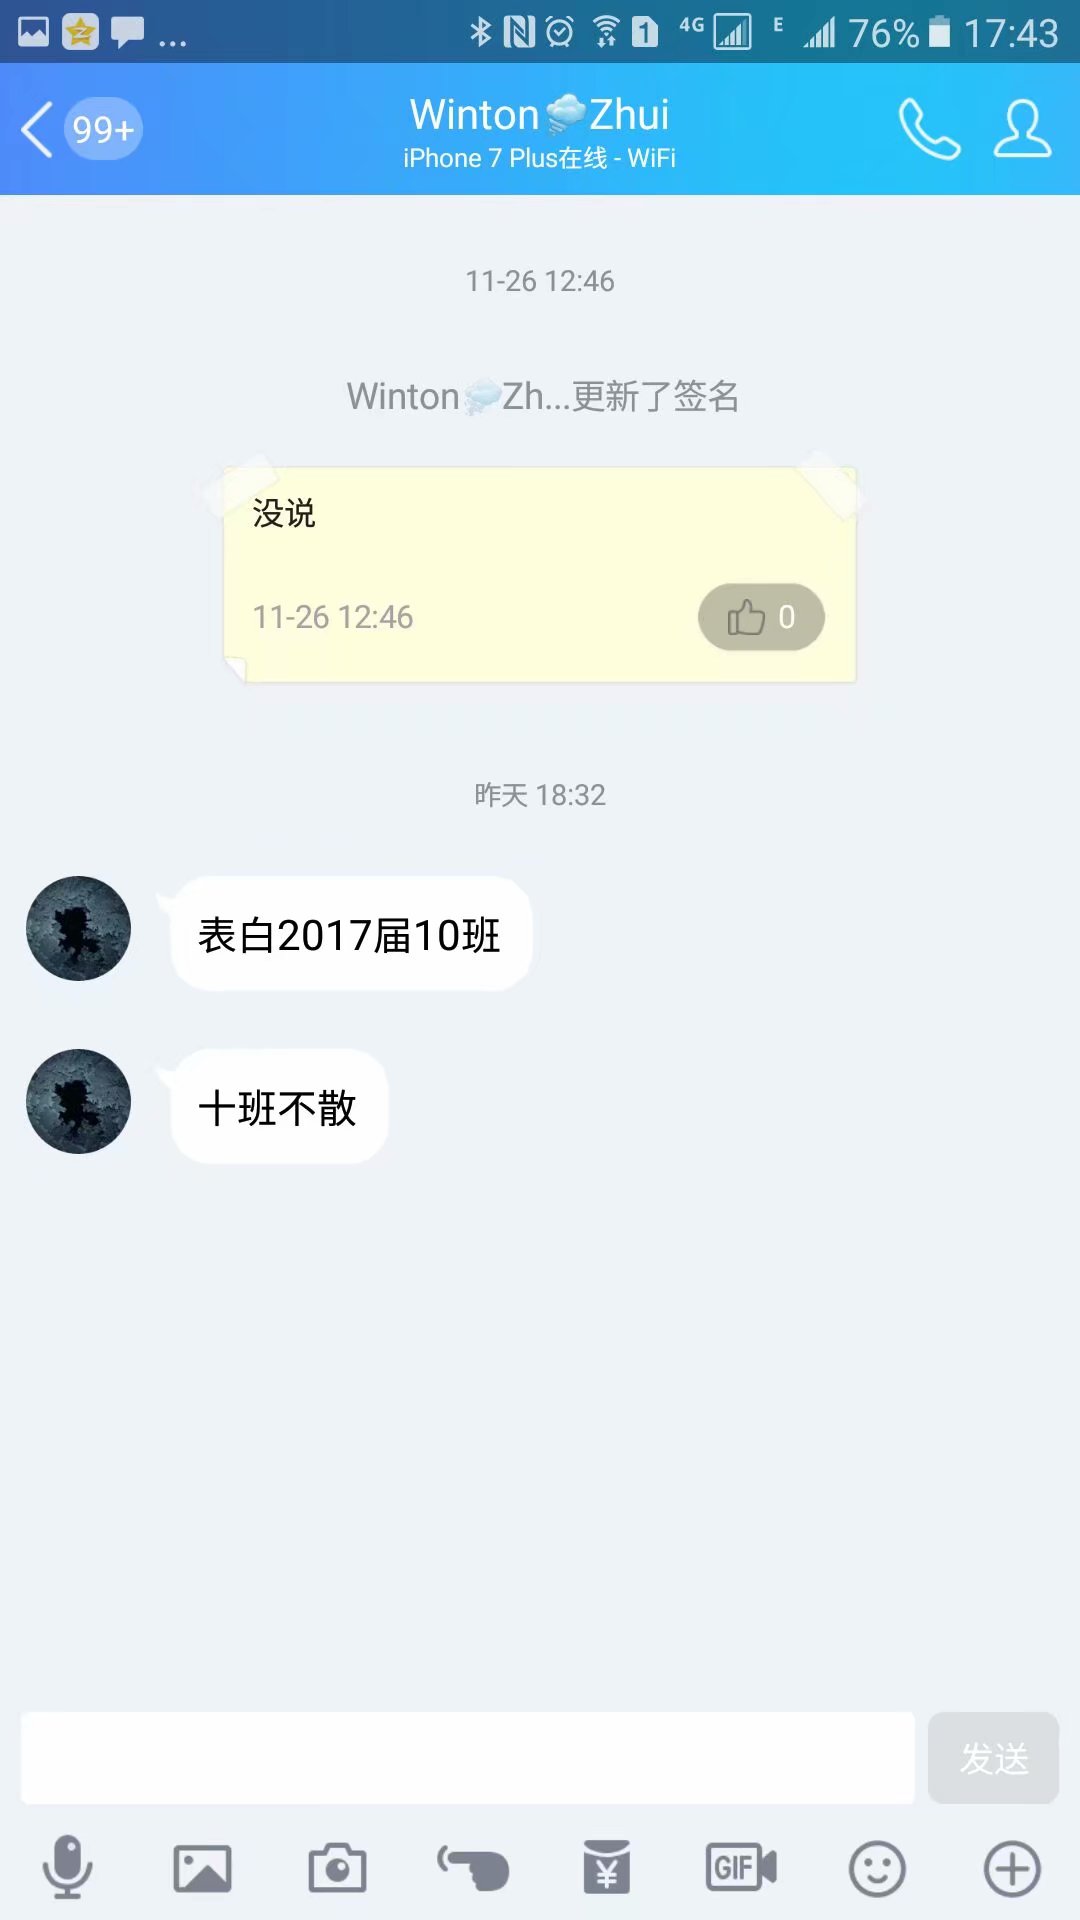 4G E 76% 17:43
99+
Winton🌪Zhui
iPhone 7 Plus在线 - WiFi
11-26 12:46
Winton🌪Zh...更新了签名
没说
11-26 12:46
0
昨天 18:32
表白2017届10班
十班不散
发送
GIF